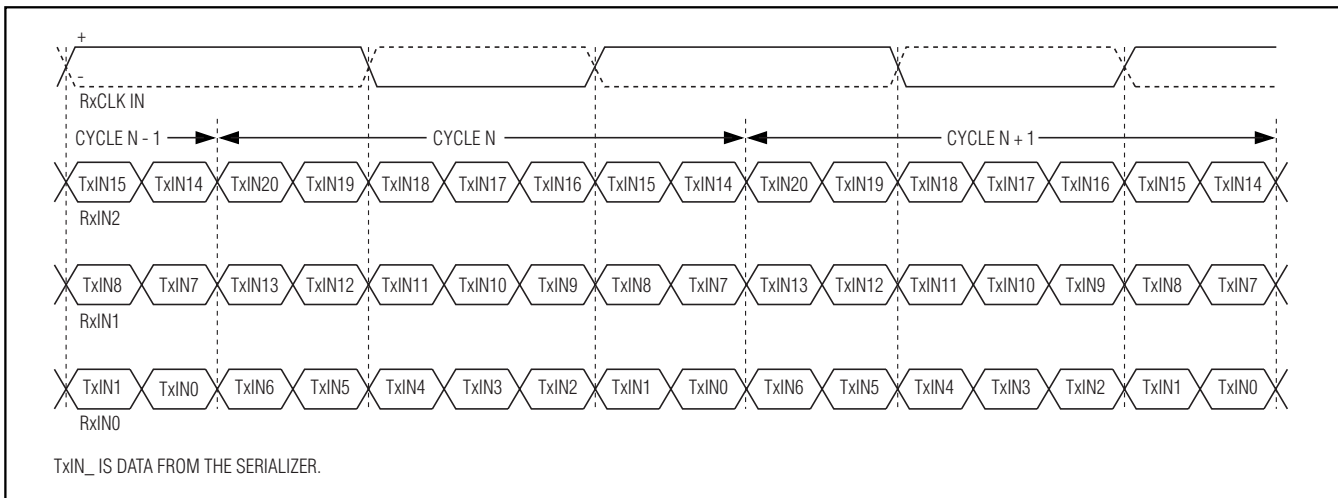 +
-
RxCLK IN
CYCLE N - 1 CYCLE N CYCLE N + 1
TxIN15 TxIN14 TxIN20 TxIN19 TxIN18 TxIN17 TxIN16 TxIN15 TxIN14 TxIN20 TxIN19 TxIN18 TxIN17 TxIN16 TxIN15 TxIN14
RxIN2
TxIN8 TxIN7 TxIN13 TxIN12 TxIN11 TxIN10 TxIN9 TxIN8 TxIN7 TxIN13 TxIN12 TxIN11 TxIN10 TxIN9 TxIN8 TxIN7
RxIN1
TxIN1 TxIN0 TxIN6 TxIN5 TxIN4 TxIN3 TxIN2 TxIN1 TxIN0 TxIN6 TxIN5 TxIN4 TxIN3 TxIN2 TxIN1 TxIN0
RxIN0
TxIN_ IS DATA FROM THE SERIALIZER.